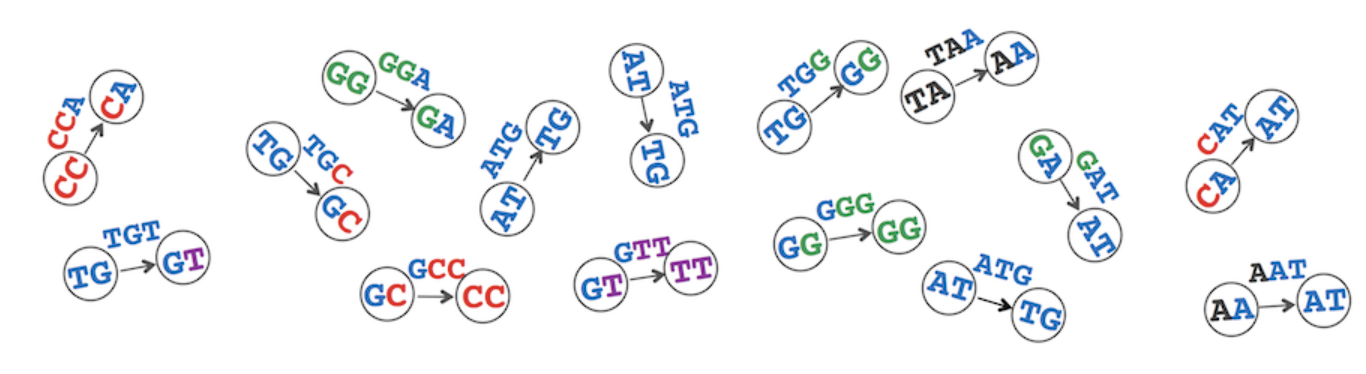 CCA
CC CA
TGT
TG GT
GGA
GG GA
TGC
TG GC
ATG
AT TG
GCC
GC CC
ATG
AT TG
GTT
GT TT
TGG
TG GG
TAA
TA AA
GGG
GG GG
ATG
AT TG
GAT
GA AT
CAT
CA AT
AAT
AA AT